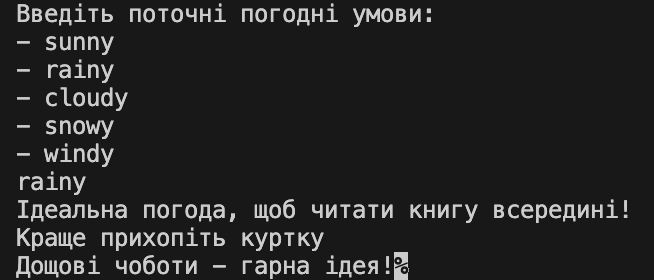 Введіть поточні погодні умови:
- sunny
- rainy
- cloudy
- snowy
- windy
rainy
Ідеальна погода, щоб читати книгу всередині!
Краще прихопіть куртку
Дощові чоботи - гарна ідея!%